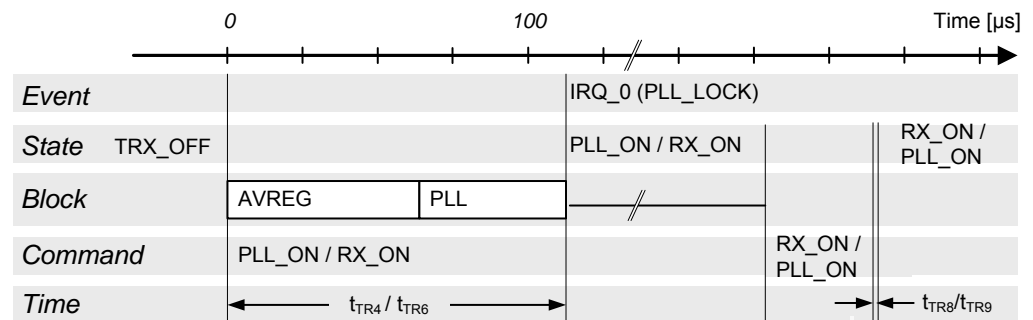 0 100 Time [µs]
Event IRQ_0 (PLL_LOCK)
State TRX_OFF PLL_ON / RX_ON RX_ON /
PLL_ON
Block AVREG PLL
Command PLL_ON / RX_ON RX_ON /
PLL_ON
Time tTR4 / tTR6 tTR8/tTR9